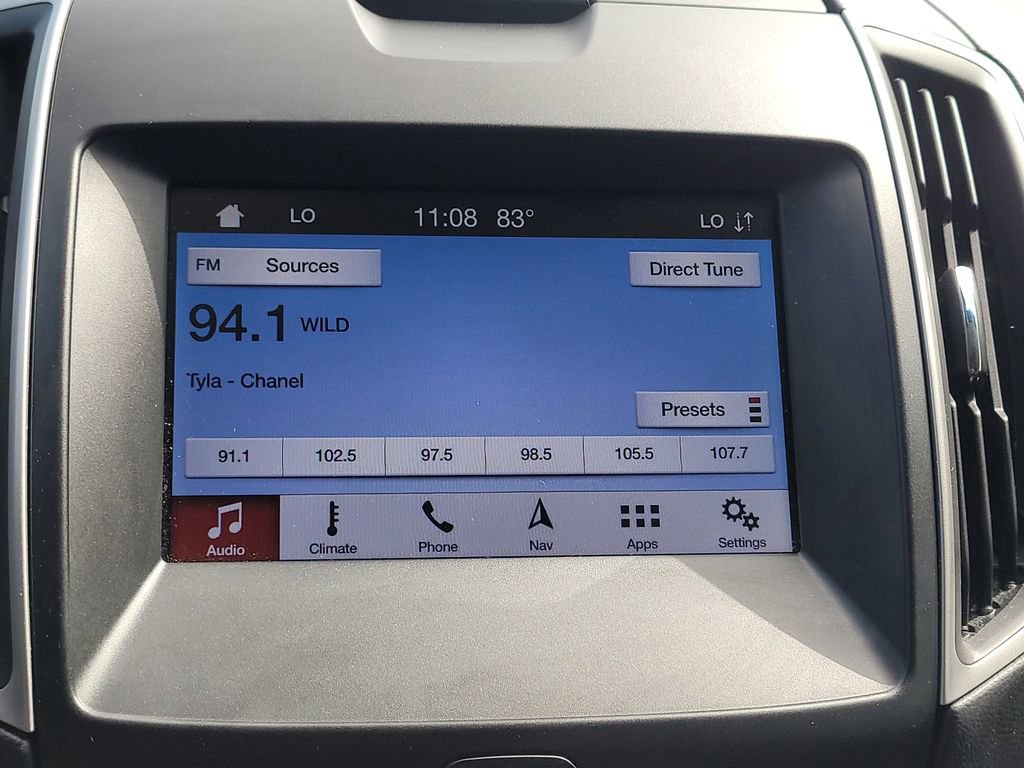 LO 11:08 83° LO
FM Sources Direct Tune
94.1 WILD
Tyla - Chanel
Presets
91.1 102.5 97.5 98.5 105.5 107.7
Audio Climate Phone Nav Apps Settings